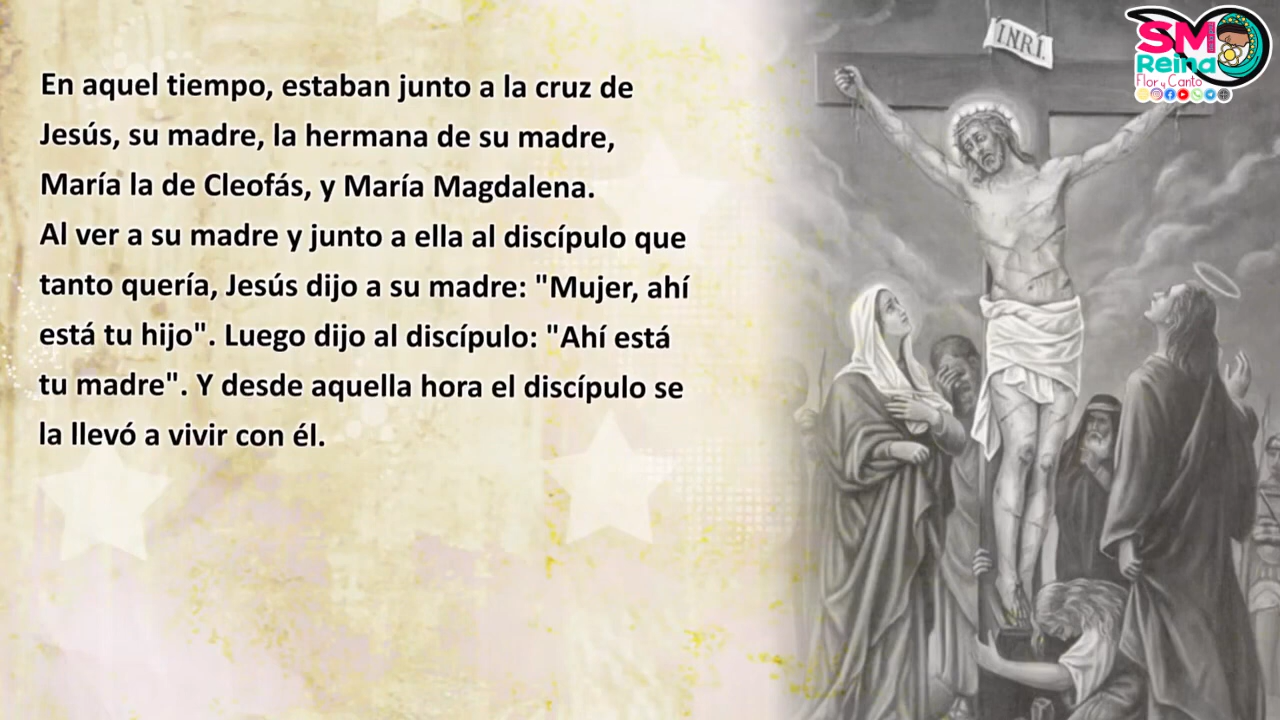 En aquel tiempo, estaban junto a la cruz de
Jesús, su madre, la hermana de su madre,
María la de Cleofás, y María Magdalena.
Al ver a su madre y junto a ella al discípulo que
tanto quería, Jesús dijo a su madre: "Mujer, ahí
está tu hijo". Luego dijo al discípulo: "Ahí está
tu madre". Y desde aquella hora el discípulo se
la llevó a vivir con él.
INRI.
SM
Reina
Flor y Canto